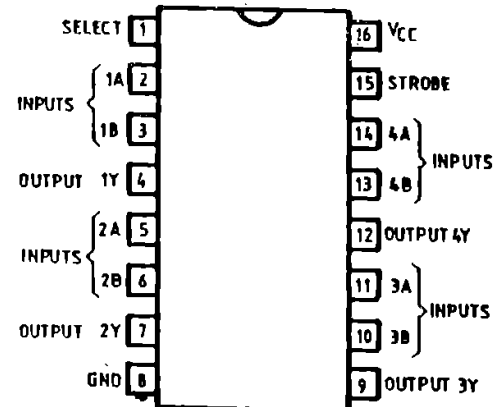 SELECT 1
1A 2
INPUTS
1B 3
OUTPUT 1Y 4
2A 5
INPUTS
2B 6
OUTPUT 2Y 7
GND 8
16 VCC
15 STROBE
14 4A
INPUTS
13 4B
12 OUTPUT 4Y
11 3A
INPUTS
10 3B
9 OUTPUT 3Y